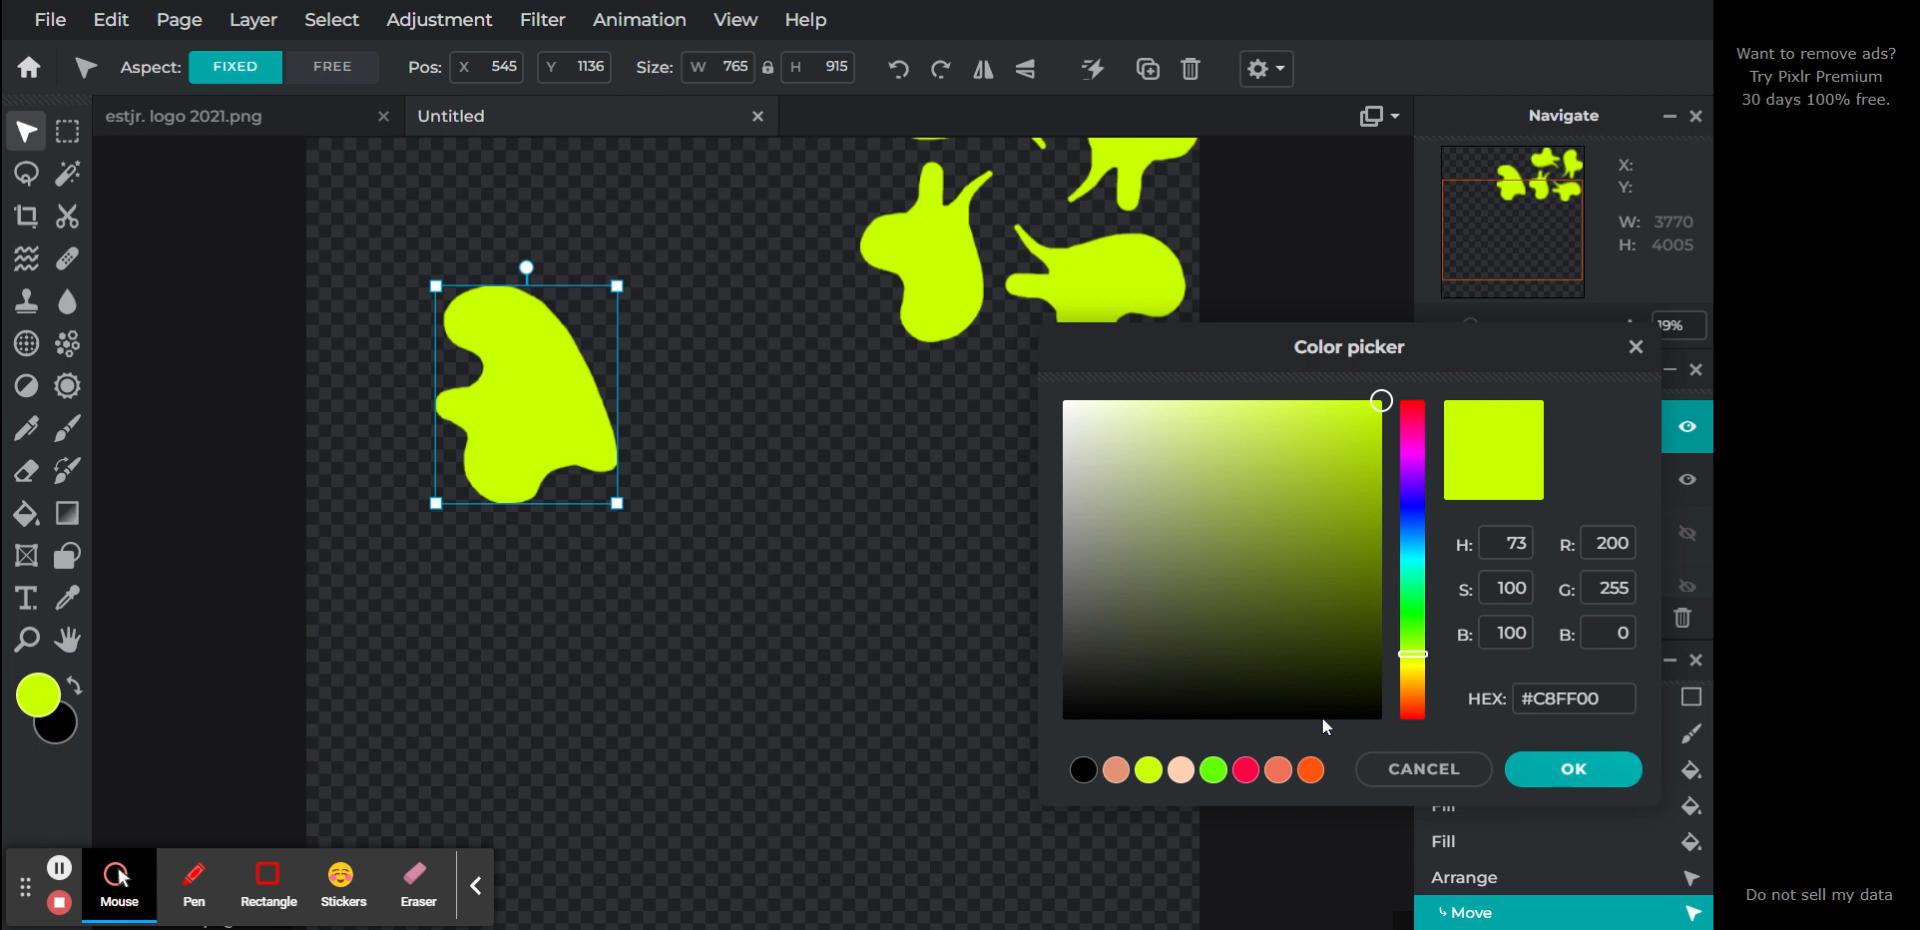 File Edit Page Layer Select Adjustment Filter Animation View Help
Want to remove ads?
Try Pixlr Premium
30 days 100% free.
Aspect: FIXED FREE Pos: X 545 Y 1136 Size: W 765 H 915
estjr. logo 2021.png Untitled Navigate
X:
Y:
W: 3770
H: 4005
19%
Color picker
H: 73 R: 200
S: 100 G: 255
B: 100 B: 0
HEX: #C8FF00
CANCEL OK
Fill
Fill
Arrange
Move
Mouse Pen Rectangle Stickers Eraser
Do not sell my data